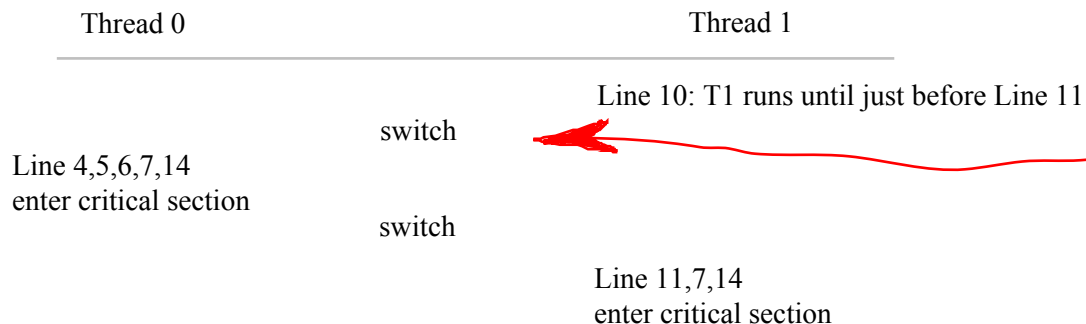 Thread 0 Thread 1
Line 10: T1 runs until just before Line 11
switch
Line 4,5,6,7,14
enter critical section
switch
Line 11,7,14
enter critical section